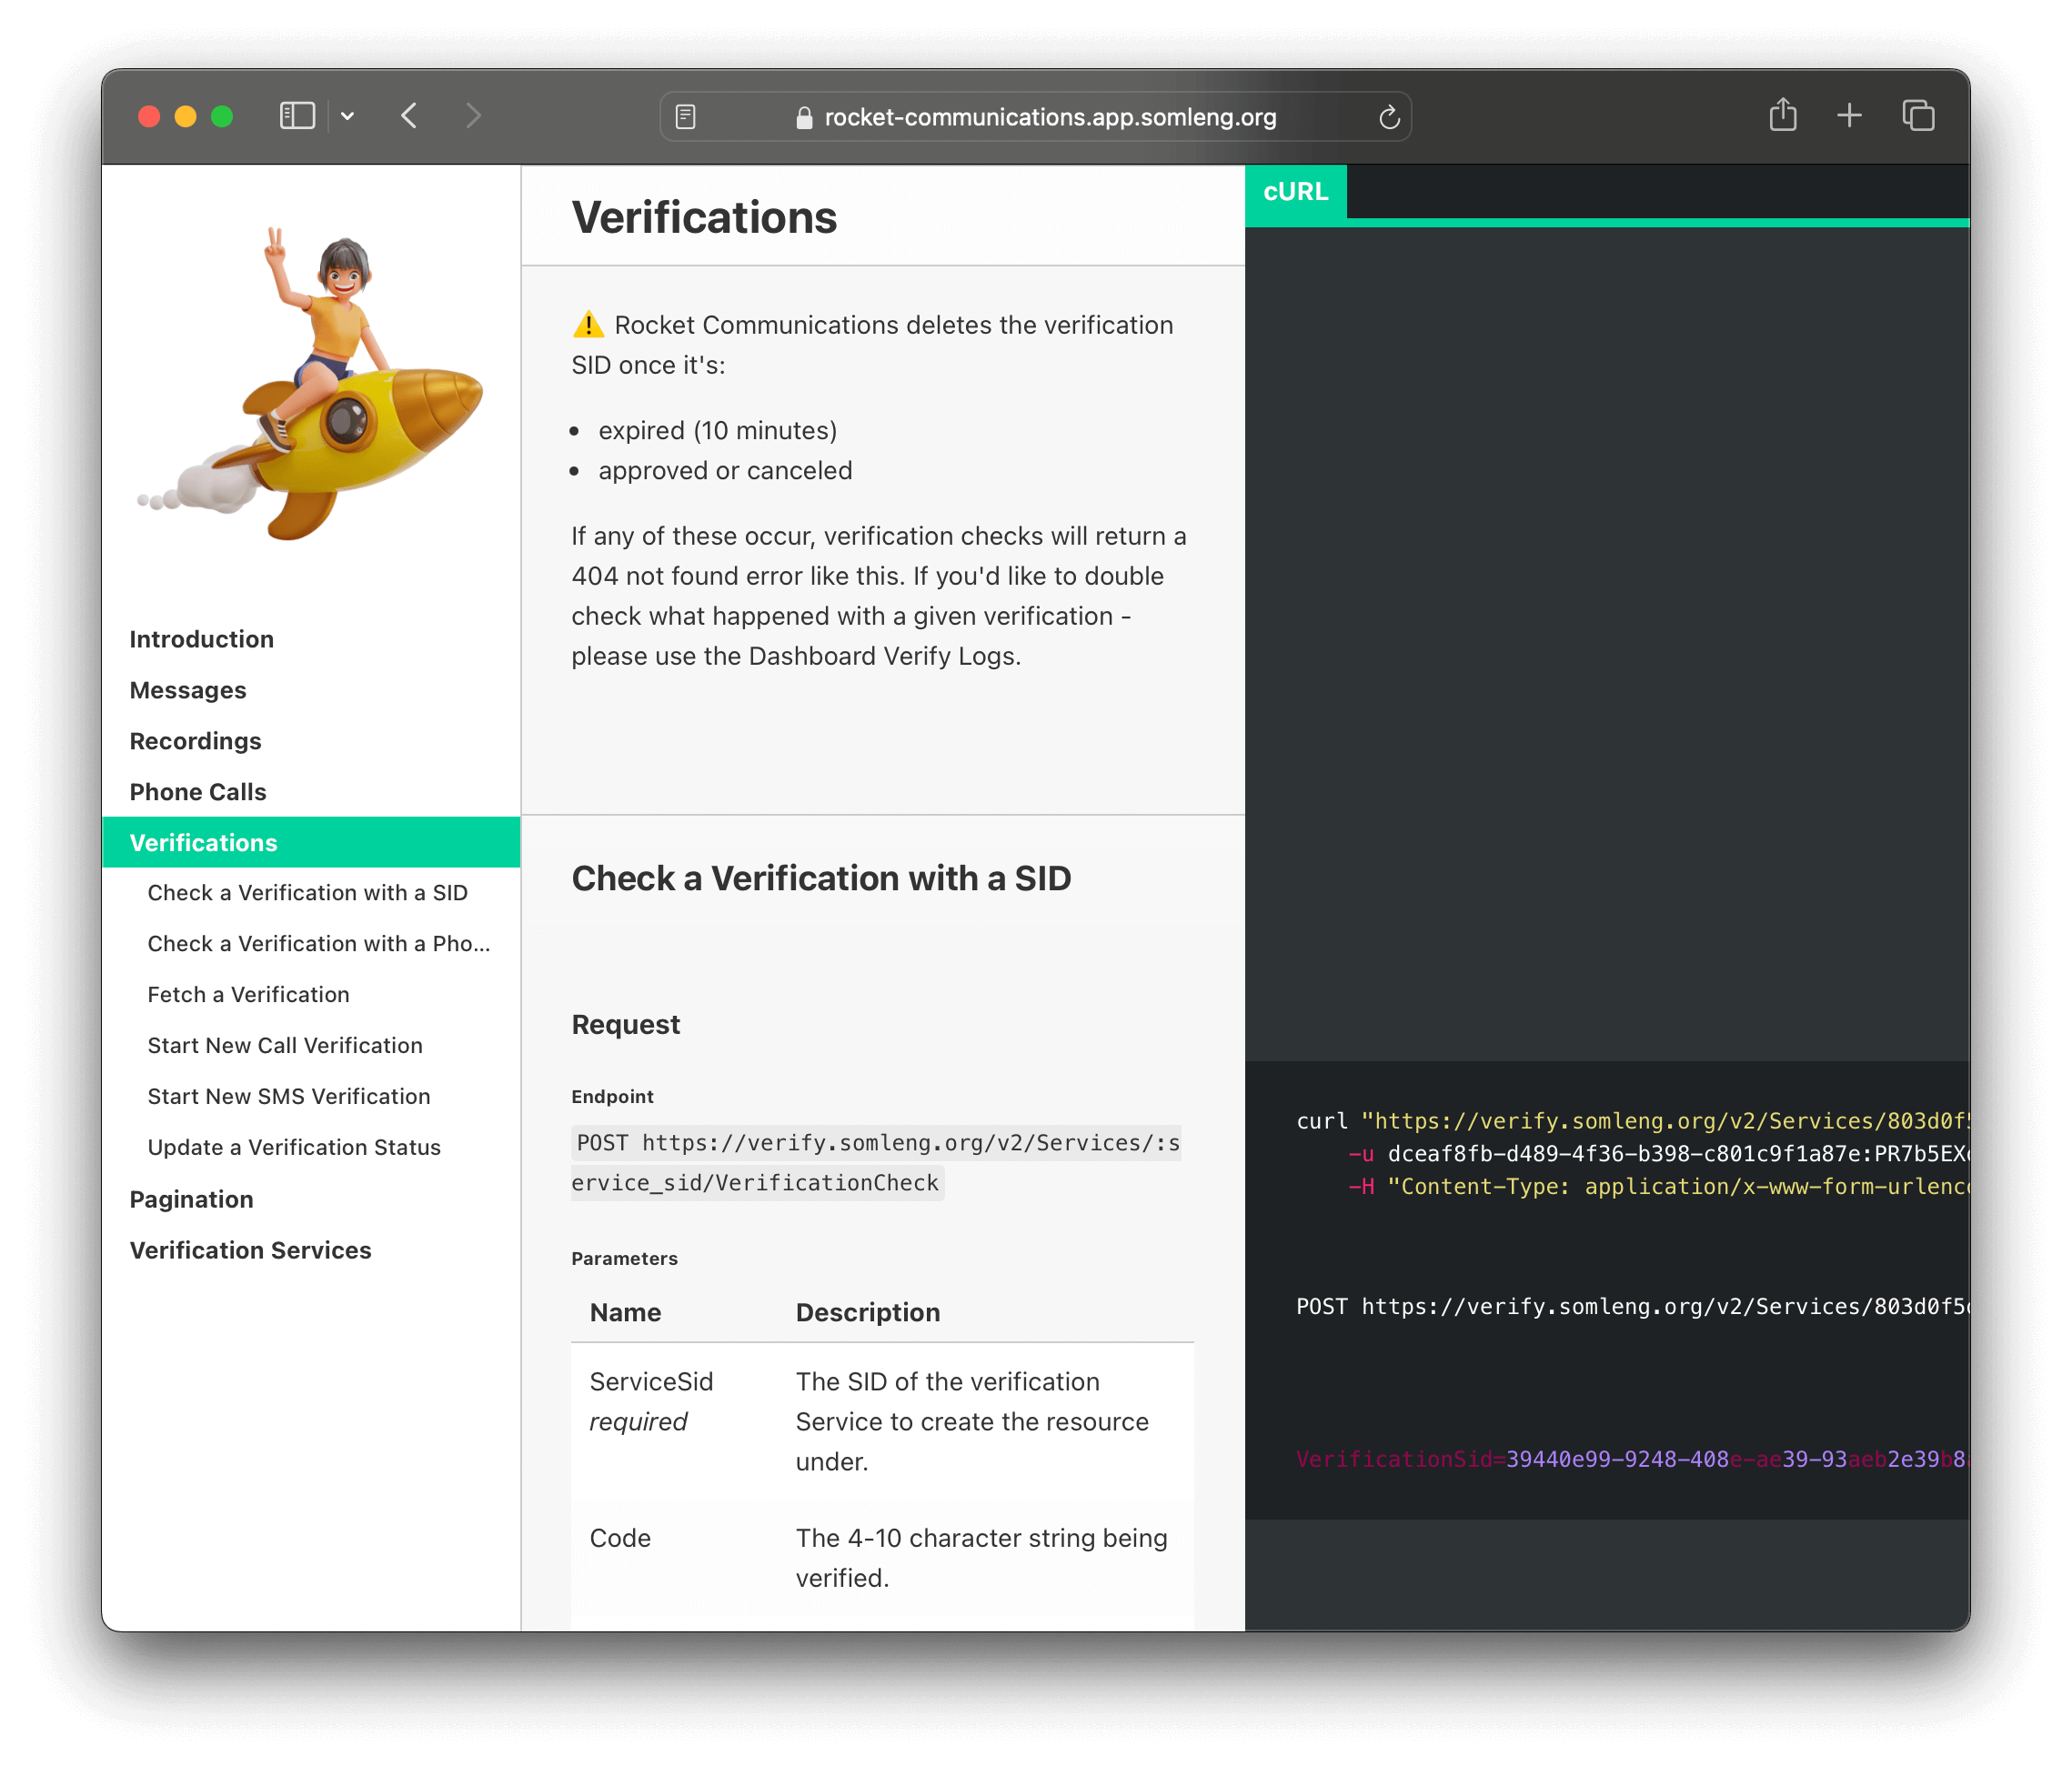 rocket-communications.app.somleng.org
Introduction
Messages
Recordings
Phone Calls
Verifications
Check a Verification with a SID
Check a Verification with a Pho...
Fetch a Verification
Start New Call Verification
Start New SMS Verification
Update a Verification Status
Pagination
Verification Services
Verifications
⚠️ Rocket Communications deletes the verification
SID once it's:
• expired (10 minutes)
• approved or canceled
If any of these occur, verification checks will return a
404 not found error like this. If you'd like to double
check what happened with a given verification -
please use the Dashboard Verify Logs.
Check a Verification with a SID
Request
Endpoint
POST https://verify.somleng.org/v2/Services/:s
ervice_sid/VerificationCheck
Parameters
Name Description
ServiceSid The SID of the verification
required Service to create the resource
under.
Code The 4-10 character string being
verified.
cURL
curl "https://verify.somleng.org/v2/Services/803d0f5
-u dceaf8fb-d489-4f36-b398-c801c9f1a87e:PR7b5EX
-H "Content-Type: application/x-www-form-urlenc
POST https://verify.somleng.org/v2/Services/803d0f5
VerificationSid=39440e99-9248-408e-ae39-93aeb2e39b8